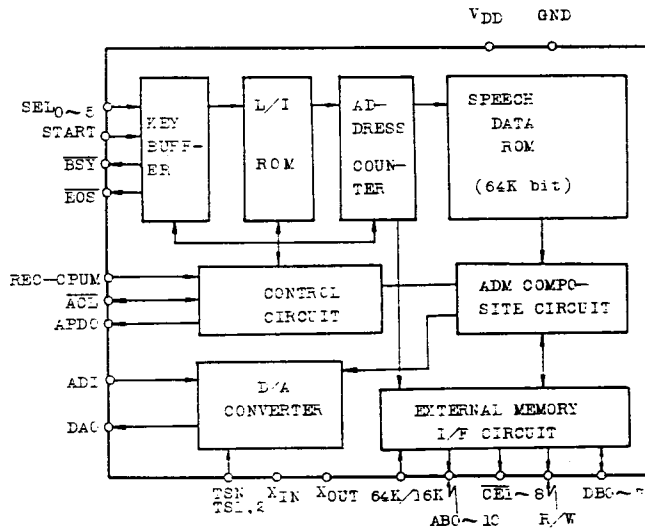 VDD GND
SEL0~5
START
BSY
EOS
KEY
BUFF-
ER
L/I
ROM
AD-
DRESS
COUN-
TER
SPEECH
DATA
ROM
(64K bit)
REC-CPUM
ACL
APDO
CONTROL
CIRCUIT
ADM COMPO-
SITE CIRCUIT
ADI
DAO
D/A
CONVERTER
EXTERNAL MEMORY
I/F CIRCUIT
TSN
TS1,2
XIN
XOUT
64K/16K
AB0~10
CE1~8
R/W
DB0~7